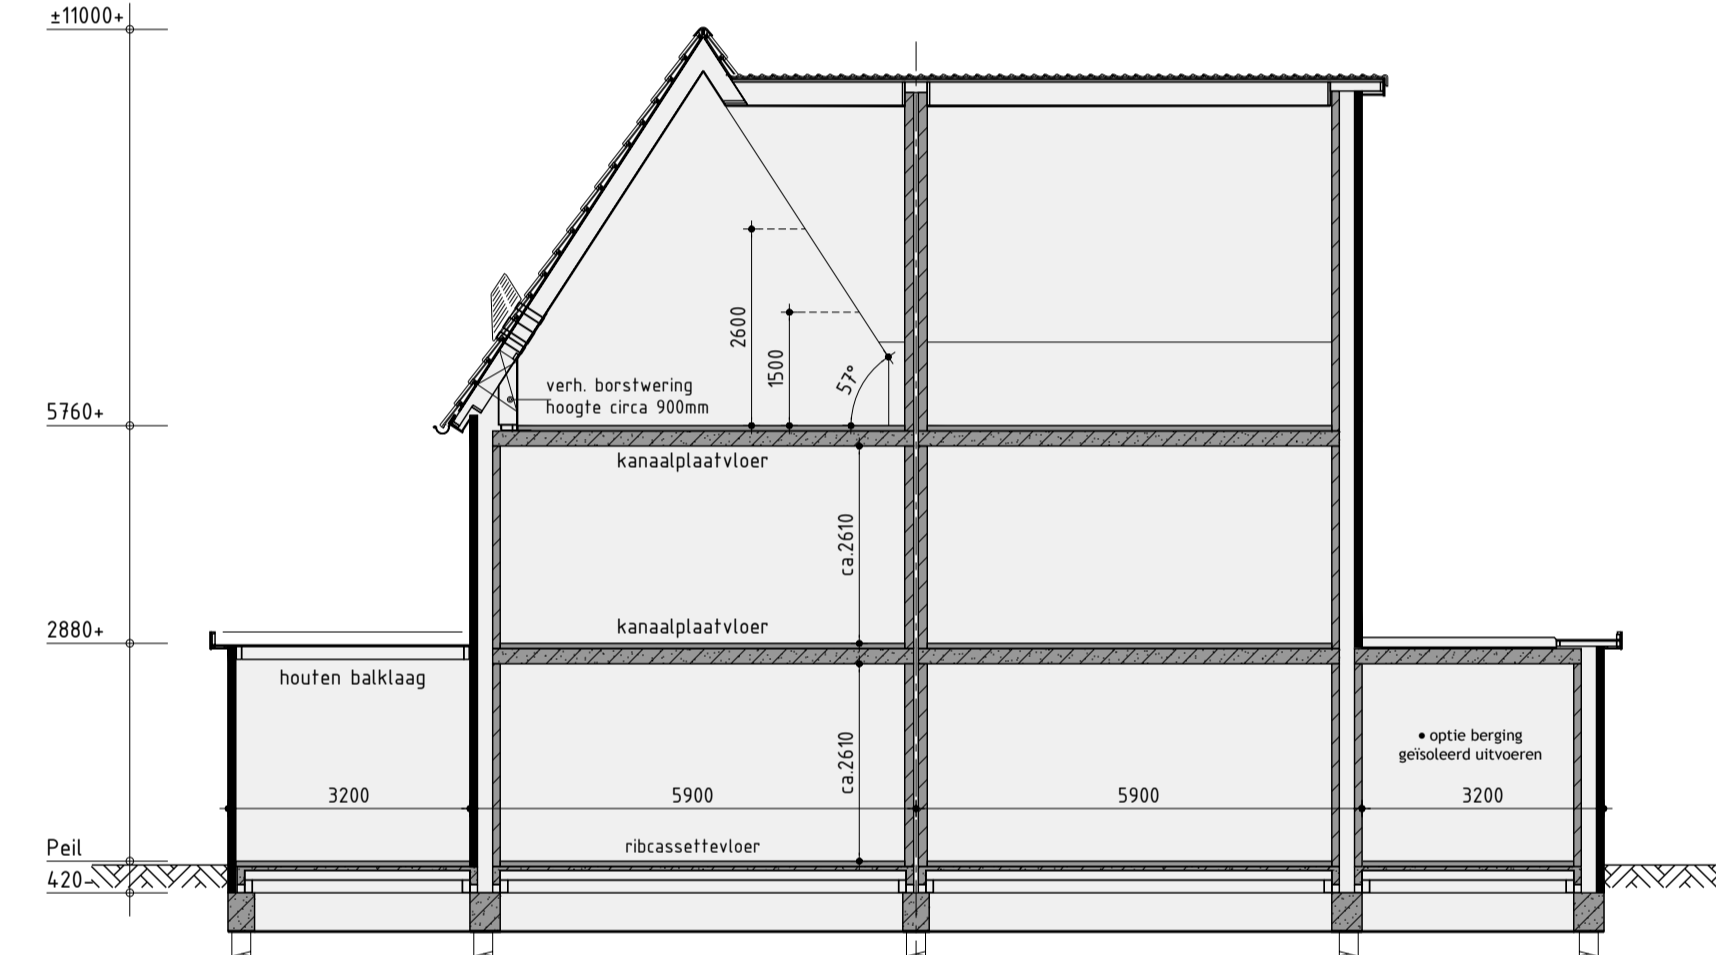 ±11000+
2600
1500
57°
verh. borstwering
hoogte circa 900mm
5760+
kanaalplaatvloer
ca.2610
2880+
kanaalplaatvloer
houten balklaag
• optie berging
geïsoleerd uitvoeren
ca.2610
3200
5900
5900
3200
Peil
ribcassettevloer
420-